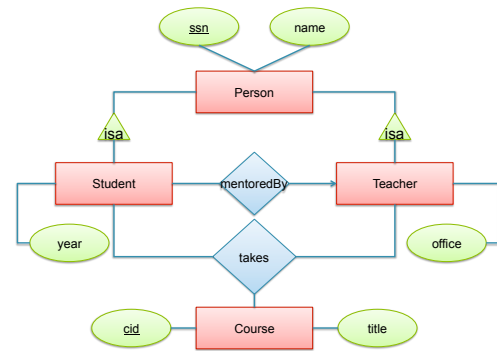 ssn
name
Person
isa
isa
Student
mentoredBy
Teacher
year
takes
office
cid
Course
title